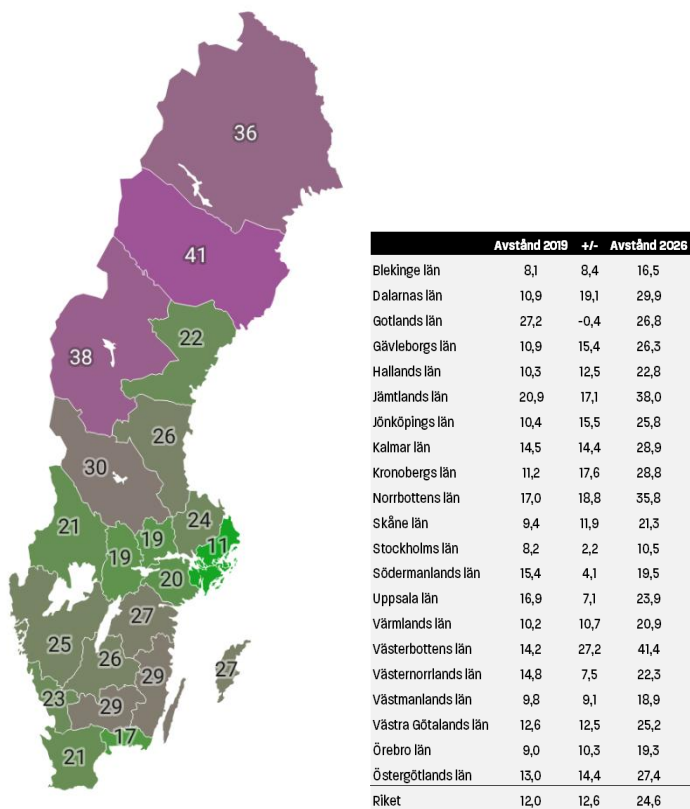 36
41
22
38
26
30
24
21
19
19
11
20
27
25
26
29
27
23
29
17
21
Avstånd 2019 +/- Avstånd 2026
Blekinge län 8,1 8,4 16,5
Dalarnas län 10,9 19,1 29,9
Gotlands län 27,2 -0,4 26,8
Gävleborgs län 10,9 15,4 26,3
Hallands län 10,3 12,5 22,8
Jämtlands län 20,9 17,1 38,0
Jönköpings län 10,4 15,5 25,8
Kalmar län 14,5 14,4 28,9
Kronobergs län 11,2 17,6 28,8
Norrbottens län 17,0 18,8 35,8
Skåne län 9,4 11,9 21,3
Stockholms län 8,2 2,2 10,5
Södermanlands län 15,4 4,1 19,5
Uppsala län 16,9 7,1 23,9
Värmlands län 10,2 10,7 20,9
Västerbottens län 14,2 27,2 41,4
Västernorrlands län 14,8 7,5 22,3
Västmanlands län 9,8 9,1 18,9
Västra Götalands län 12,6 12,5 25,2
Örebro län 9,0 10,3 19,3
Östergötlands län 13,0 14,4 27,4
Riket 12,0 12,6 24,6